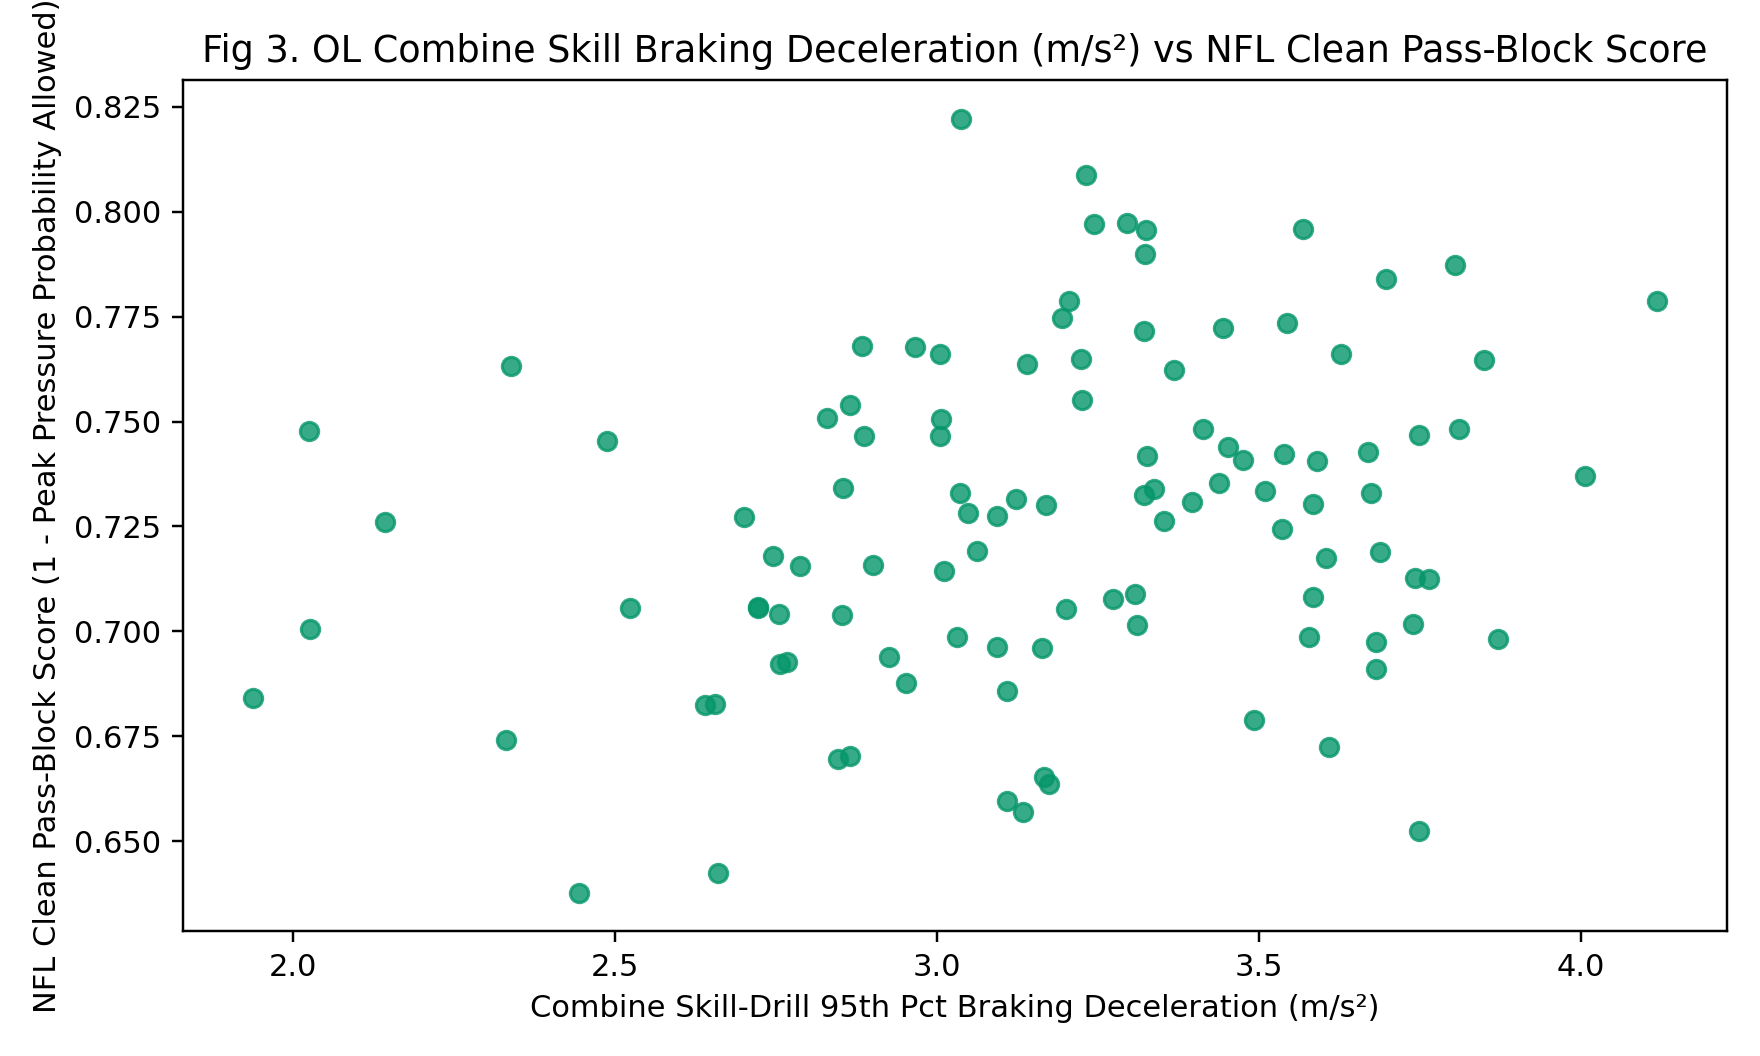 Fig 3. OL Combine Skill Braking Deceleration (m/s²) vs NFL Clean Pass-Block Score
NFL Clean Pass-Block Score (1 - Peak Pressure Probability Allowed)
0.825
0.800
0.775
0.750
0.725
0.700
0.675
0.650
2.0 2.5 3.0 3.5 4.0
Combine Skill-Drill 95th Pct Braking Deceleration (m/s²)